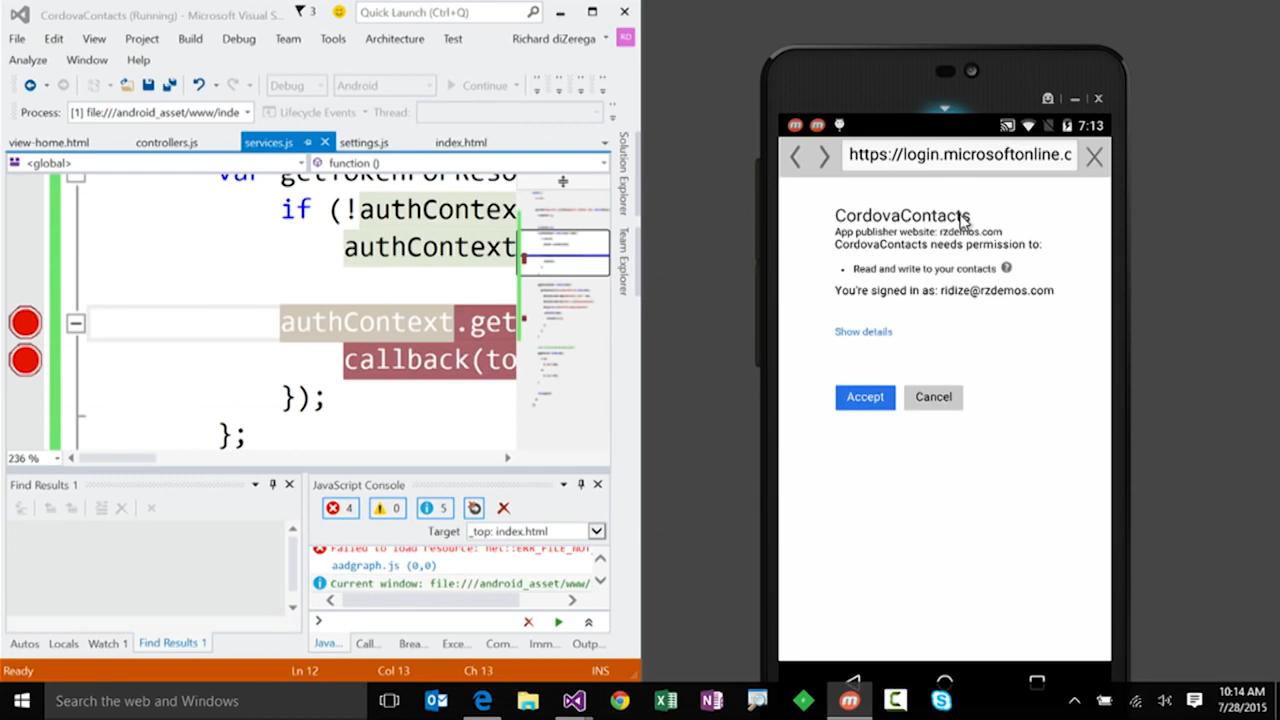 CordovaContacts (Running) - Microsoft Visual S...
3
Quick Launch (Ctrl+Q)
File Edit View Project Build Debug Team Tools Architecture Test Richard diZerega RD
Analyze Window Help
Debug Android Continue
Process: [1] file:///android_asset/www/inde Lifecycle Events Thread:
view-home.html controllers.js services.js settings.js index.html
<global> function ()
if (!authContex
authContext
authContext.get
callback(to
});
};
236 %
Solution Explorer
Team Explorer
Find Results 1
JavaScript Console
4 0 5
Target _top: index.html
Failed to load resource: net::ERR_FILE_NOT_
aadgraph.js (0,0)
Current window: file:///android_asset/www/
Autos Locals Watch 1 Find Results 1
Java... Call... Brea... Exce... Com... Imm... Outp...
Ready Ln 12 Col 13 Ch 13 INS
7:13
https://login.microsoftonline.c
CordovaContacts
App publisher website: rzdemos.com
CordovaContacts needs permission to:
• Read and write to your contacts
You're signed in as: ridize@rzdemos.com
Show details
Accept Cancel
Search the web and Windows
10:14 AM
7/28/2015